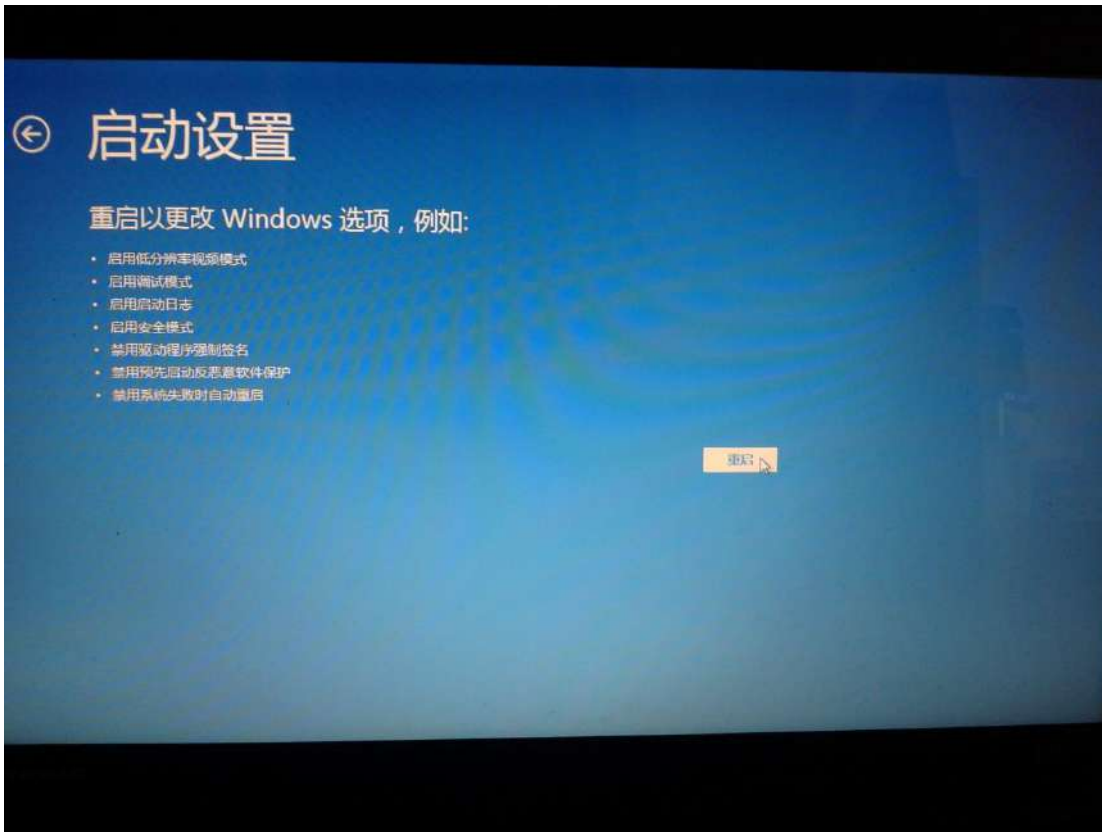 启动设置
重启以更改 Windows 选项，例如:
• 启用低分辨率视频模式
• 启用调试模式
• 启用启动日志
• 启用安全模式
• 禁用驱动程序强制签名
• 禁用预先启动反恶意软件保护
• 禁用系统失败时自动重启
重启